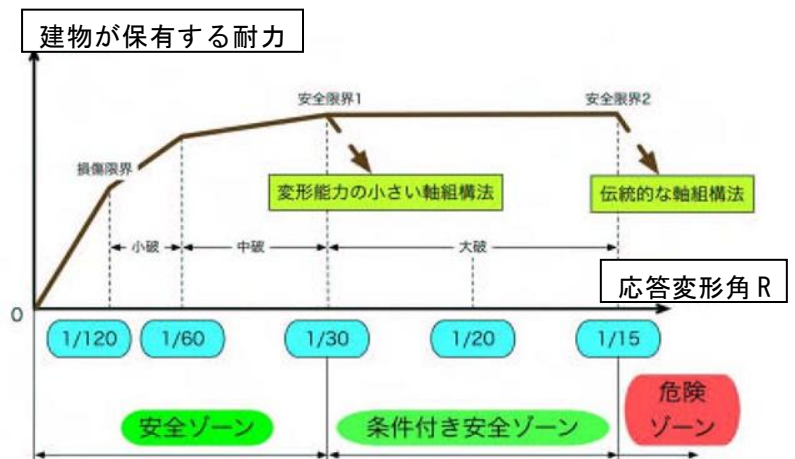 建物が保有する耐力
安全限界1
安全限界2
損傷限界
変形能力の小さい軸組構法
伝統的な軸組構法
小破
中破
大破
応答変形角R
0
1/120
1/60
1/30
1/20
1/15
安全ゾーン
条件付き安全ゾーン
危険
ゾーン